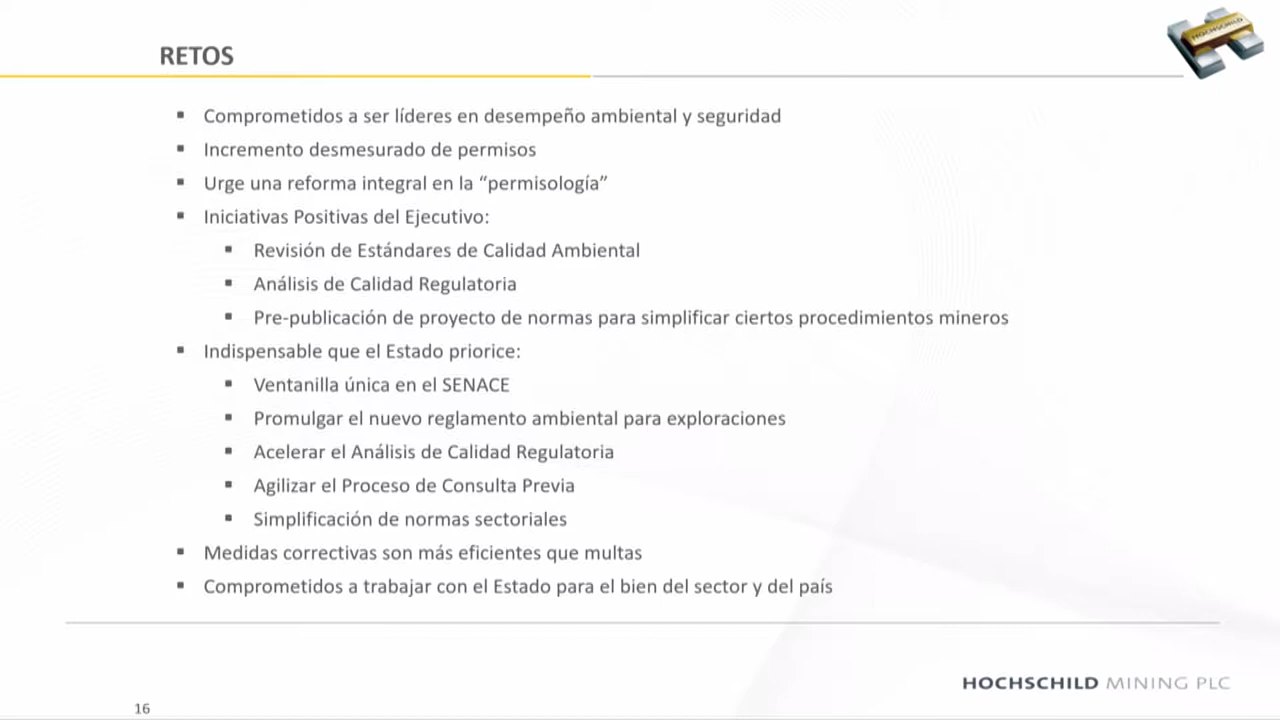 HOCHSCHILD
RETOS
▪ Comprometidos a ser líderes en desempeño ambiental y seguridad
▪ Incremento desmesurado de permisos
▪ Urge una reforma integral en la “permisología”
▪ Iniciativas Positivas del Ejecutivo:
▪ Revisión de Estándares de Calidad Ambiental
▪ Análisis de Calidad Regulatoria
▪ Pre-publicación de proyecto de normas para simplificar ciertos procedimientos mineros
▪ Indispensable que el Estado priorice:
▪ Ventanilla única en el SENACE
▪ Promulgar el nuevo reglamento ambiental para exploraciones
▪ Acelerar el Análisis de Calidad Regulatoria
▪ Agilizar el Proceso de Consulta Previa
▪ Simplificación de normas sectoriales
▪ Medidas correctivas son más eficientes que multas
▪ Comprometidos a trabajar con el Estado para el bien del sector y del país
HOCHSCHILD MINING PLC
16